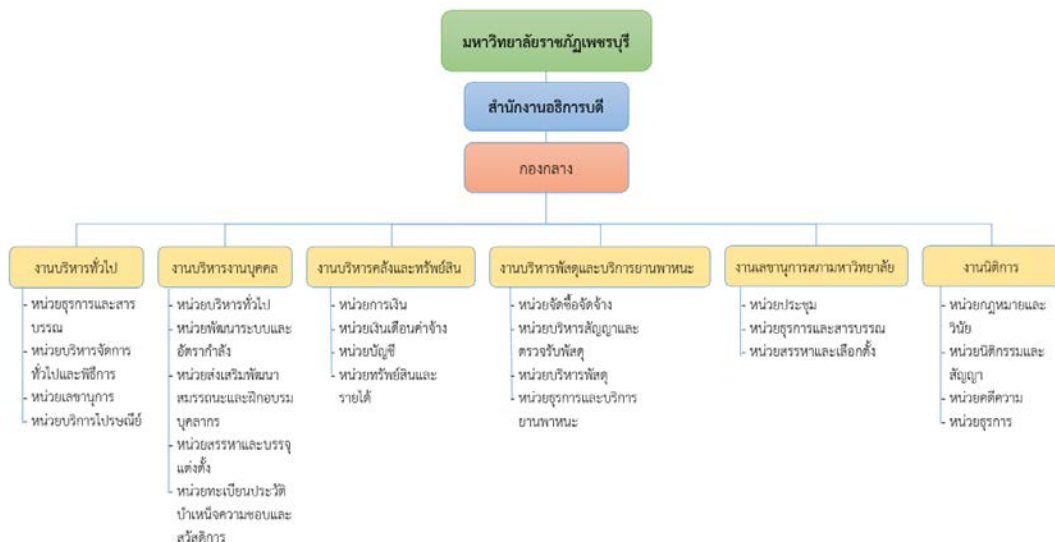 มหาวิทยาลัยราชภัฏเพชรบุรี
สำนักงานอธิการบดี
กองกลาง
งานบริหารทั่วไป
- หน่วยธุรการและสาร
บรรณ
- หน่วยบริหารจัดการ
ทั่วไปและพิธีการ
- หน่วยเลขานุการ
- หน่วยบริการไปรษณีย์
งานบริหารงานบุคคล
- หน่วยบริหารทั่วไป
- หน่วยพัฒนาระบบและ
อัตรากำลัง
- หน่วยส่งเสริมพัฒนา
สมรรถนะและฝึกอบรม
บุคลากร
- หน่วยสรรหาและบรรจุ
แต่งตั้ง
- หน่วยทะเบียนประวัติ
บำเหน็จความชอบและ
สวัสดิการ
งานบริหารคลังและทรัพย์สิน
- หน่วยการเงิน
- หน่วยเงินเดือนค่าจ้าง
- หน่วยบัญชี
- หน่วยทรัพย์สินและ
รายได้
งานบริหารพัสดุและบริการยานพาหนะ
- หน่วยจัดซื้อจัดจ้าง
- หน่วยบริหารสัญญาและ
ตรวจรับพัสดุ
- หน่วยบริหารพัสดุ
- หน่วยธุรการและบริการ
ยานพาหนะ
งานเลขานุการสภามหาวิทยาลัย
- หน่วยประชุม
- หน่วยธุรการและสารบรรณ
- หน่วยสรรหาและเลือกตั้ง
งานนิติการ
- หน่วยกฎหมายและ
วินัย
- หน่วยนิติกรรมและ
สัญญา
- หน่วยคดีความ
- หน่วยธุรการ